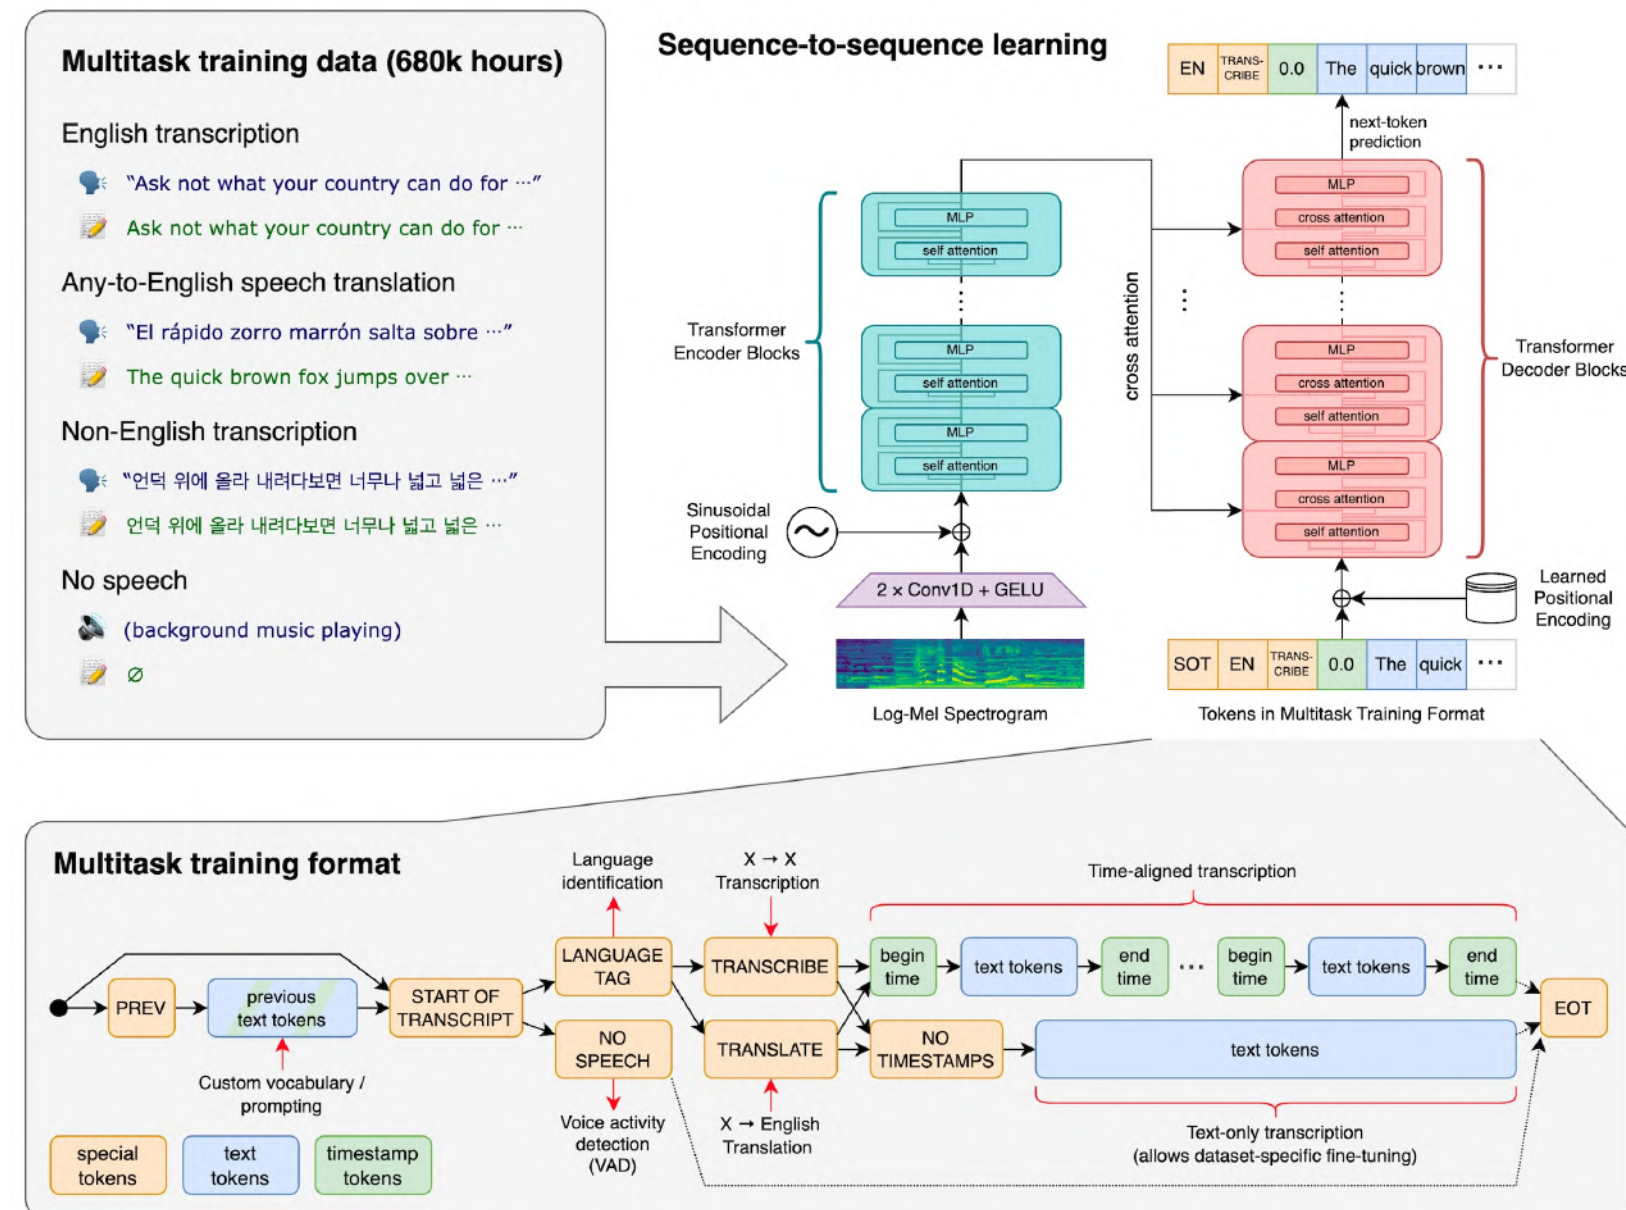 Multitask training data (680k hours)
English transcription
“Ask not what your country can do for ⋯”
Ask not what your country can do for ⋯
Any-to-English speech translation
“El rápido zorro marrón salta sobre ⋯”
The quick brown fox jumps over ⋯
Non-English transcription
“언덕 위에 올라 내려다보면 너무나 넓고 넓은 ⋯”
언덕 위에 올라 내려다보면 너무나 넓고 넓은 ⋯
No speech
(background music playing)
∅
Sequence-to-sequence learning
EN TRANS-CRIBE 0.0 The quick brown ⋯
next-token
prediction
MLP
self attention
MLP
self attention
MLP
self attention
Transformer
Encoder Blocks
Sinusoidal
Positional
Encoding
2 × Conv1D + GELU
Log-Mel Spectrogram
cross attention
MLP
cross attention
self attention
MLP
cross attention
self attention
MLP
cross attention
self attention
Transformer
Decoder Blocks
Learned
Positional
Encoding
SOT EN TRANS-CRIBE 0.0 The quick ⋯
Tokens in Multitask Training Format
Multitask training format
Language
identification
X → X
Transcription
Time-aligned transcription
PREV
previous
text tokens
START OF
TRANSCRIPT
LANGUAGE
TAG
TRANSCRIBE
begin
time
text tokens
end
time
⋯
begin
time
text tokens
end
time
EOT
NO
SPEECH
TRANSLATE
NO
TIMESTAMPS
text tokens
Custom vocabulary /
prompting
Voice activity
detection
(VAD)
X → English
Translation
Text-only transcription
(allows dataset-specific fine-tuning)
special
tokens
text
tokens
timestamp
tokens